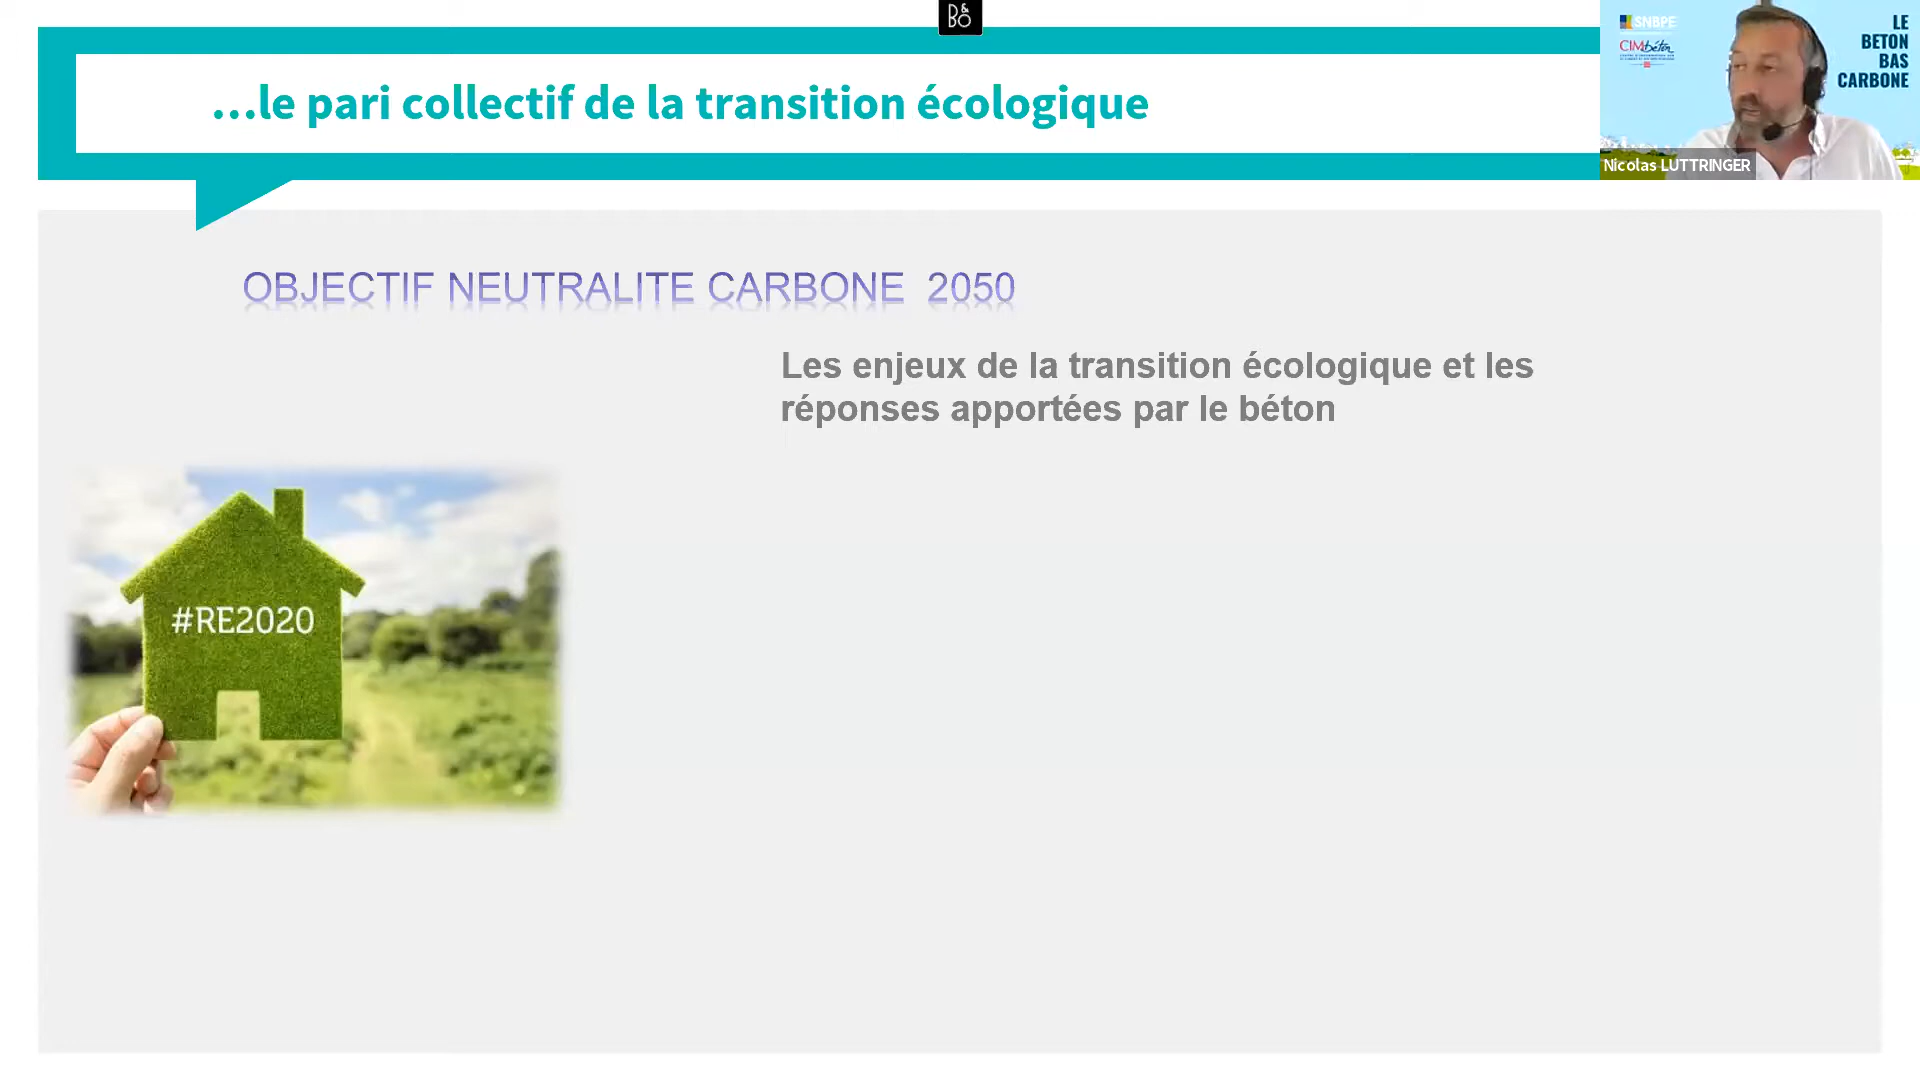 B&O
...le pari collectif de la transition écologique
SNBPE
CIMbéton
LE
BETON
BAS
CARBONE
Nicolas LUTTRINGER
OBJECTIF NEUTRALITE CARBONE 2050
Les enjeux de la transition écologique et les
réponses apportées par le béton
#RE2020